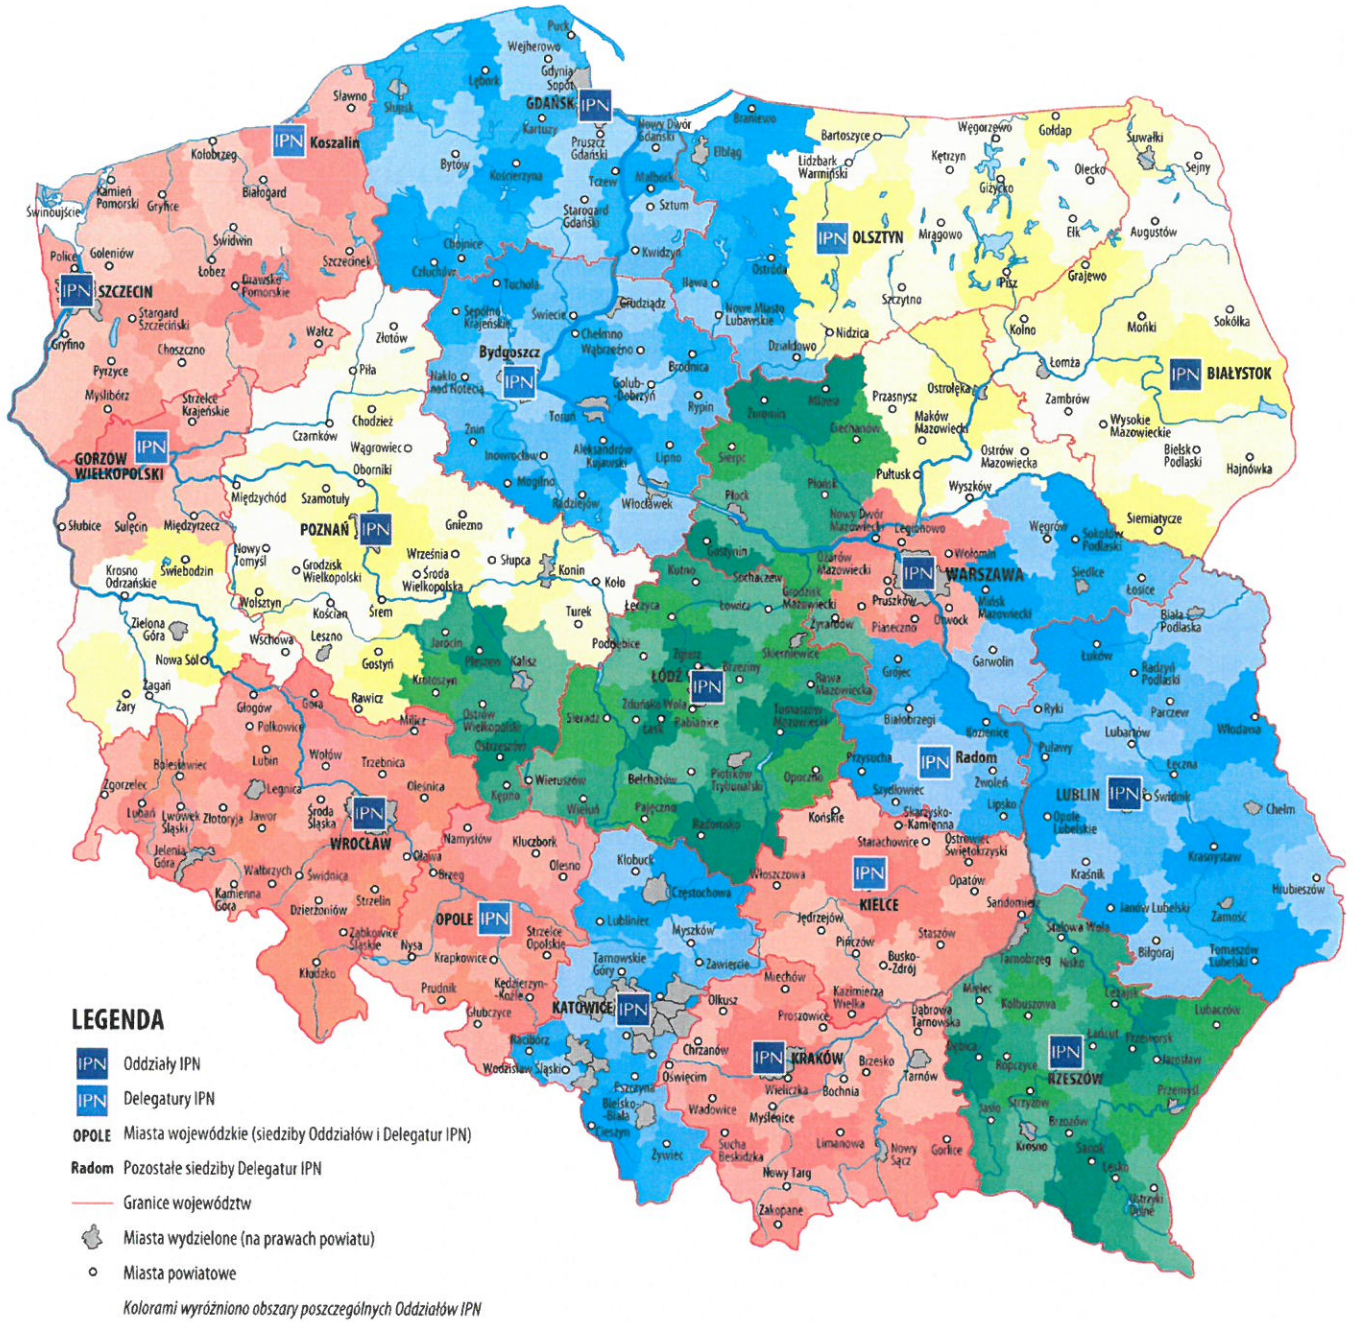 Puck
Wejherowo
Gdynia
Sopot
Lębork
Słupsk
GDAŃSK
IPN
Sławno
IPN
Koszalin
Kołobrzeg
Kartuzy
Pruszcz
Gdański
Nowy Dwór
Gdański
Braniewo
Elbląg
Bartoszyce
Węgorzewo
Gołdap
Suwałki
Sejny
Lidzbark
Warmiński
Kętrzyn
Giżycko
Olecko
Bytów
Kościerzyna
Tczew
Malbork
Sztum
Starogard
Gdański
Kwidzyn
Kamień
Pomorski
Gryfice
Białogard
Świnoujście
Świdwin
Szczecinek
Police
Goleniów
Łobez
Drawsko
Pomorskie
IPN
SZCZECIN
Stargard
Szczeciński
Gryfino
Pyrzyce
Choszczno
Wałcz
Złotów
Piła
Myślibórz
Strzelce
Krajeńskie
Chojnice
Człuchów
Tuchola
Sępólno
Krajeńskie
Świecie
Grudziądz
Chełmno
Wąbrzeźno
Bydgoszcz
IPN
Nakło
nad Notecią
Golub-
Dobrzyń
Brodnica
Rypin
Toruń
Żnin
Inowrocław
Aleksandrów
Kujawski
Lipno
Mogilno
Radziejów
Włocławek
Iława
Ostróda
Nowe Miasto
Lubawskie
Działdowo
Nidzica
IPN
OLSZTYN
Mrągowo
Ełk
Augustów
Szczytno
Pisz
Grajewo
Kolno
Mońki
Sokółka
Łomża
IPN
BIAŁYSTOK
Zambrów
Wysokie
Mazowieckie
Bielsk
Podlaski
Hajnówka
Siemiatycze
Ostrołęka
Przasnysz
Maków
Mazowiecki
Ostrów
Mazowiecka
Pułtusk
Wyszków
Żuromin
Mława
Ciechanów
Sierpc
Płońsk
Płock
Gostynin
IPN
GORZÓW
WIELKOPOLSKI
Czarnków
Chodzież
Wągrowiec
Oborniki
Międzychód
Szamotuły
POZNAŃ
IPN
Gniezno
Słubice
Sulęcin
Międzyrzecz
Krosno
Odrzańskie
Świebodzin
Nowy
Tomyśl
Grodzisk
Wielkopolski
Września
Środa
Wielkopolska
Słupca
Konin
Koło
Wolsztyn
Kościan
Śrem
Turek
Zielona
Góra
Nowa Sól
Wschowa
Leszno
Gostyń
Rawicz
Żary
Żagań
Jarocin
Pleszew
Kalisz
Krotoszyn
Ostrów
Wielkopolski
Ostrzeszów
Kępno
Kutno
Sochaczew
Łęczyca
Łowicz
Grodzisk
Mazowiecki
Żyrardów
Poddębice
Zgierz
Brzeziny
Skierniewice
ŁÓDŹ
IPN
Rawa
Mazowiecka
Zduńska Wola
Łask
Pabianice
Tomaszów
Mazowiecki
Sieradz
Wieruszów
Wieluń
Bełchatów
Piotrków
Trybunalski
Opoczno
Pajęczno
Radomsko
Nowy Dwór
Mazowiecki
Legionowo
Wołomin
Ożarów
Mazowiecki
IPN
WARSZAWA
Pruszków
Piaseczno
Otwock
Mińsk
Mazowiecki
Węgrów
Sokołów
Podlaski
Siedlce
Łosice
Garwolin
Grójec
Białobrzegi
Kozienice
Przysucha
IPN
Radom
Zwoleń
Szydłowiec
Lipsko
Biała
Podlaska
Łuków
Radzyń
Podlaski
Ryki
Parczew
Włodawa
Puławy
Lubartów
Łęczna
LUBLIN
IPN
Świdnik
Chełm
Opole
Lubelskie
Kraśnik
Krasnystaw
Hrubieszów
Janów Lubelski
Zamość
Biłgoraj
Tomaszów
Lubelski
Głogów
Góra
Milicz
Polkowice
Bolesławiec
Lubin
Wołów
Trzebnica
Zgorzelec
Legnica
Oleśnica
Lubań
Lwówek
Śląski
Złotoryja
Jawor
Środa
Śląska
IPN
WROCŁAW
Jelenia
Góra
Kamienna
Góra
Wałbrzych
Świdnica
Oława
Dzierżoniów
Strzelin
Ząbkowice
Śląskie
Kłodzko
Namysłów
Kluczbork
Olesno
Brzeg
OPOLE
IPN
Strzelce
Opolskie
Nysa
Krapkowice
Prudnik
Kędzierzyn-
-Koźle
Głubczyce
Kłobuck
Częstochowa
Lubliniec
Myszków
Zawiercie
Tarnowskie
Góry
KATOWICE
IPN
Racibórz
Wodzisław Śląski
Pszczyna
Bielsko-
-Biała
Cieszyn
Żywiec
Końskie
Skarżysko-
-Kamienna
Starachowice
Ostrowiec
Świętokrzyski
Włoszczowa
IPN
KIELCE
Opatów
Sandomierz
Jędrzejów
Staszów
Pińczów
Busko-
-Zdrój
Kazimierza
Wielka
Miechów
Olkusz
Proszowice
Dąbrowa
Tarnowska
Chrzanów
IPN
KRAKÓW
Brzesko
Tarnów
Oświęcim
Wieliczka
Bochnia
Wadowice
Myślenice
Sucha
Beskidzka
Limanowa
Nowy
Sącz
Gorlice
Nowy Targ
Zakopane
Stalowa Wola
Tarnobrzeg
Nisko
Mielec
Kolbuszowa
Leżajsk
Lubaczów
Dębica
Ropczyce
Łańcut
Przeworsk
Jarosław
IPN
RZESZÓW
Przemyśl
Strzyżów
Jasło
Krosno
Brzozów
Sanok
Lesko
Ustrzyki
Dolne
LEGENDA
IPN Oddziały IPN
IPN Delegatury IPN
OPOLE Miasta wojewódzkie (siedziby Oddziałów i Delegatur IPN)
Radom Pozostałe siedziby Delegatur IPN
Granice województw
Miasta wydzielone (na prawach powiatu)
Miasta powiatowe
Kolorami wyróżniono obszary poszczególnych Oddziałów IPN